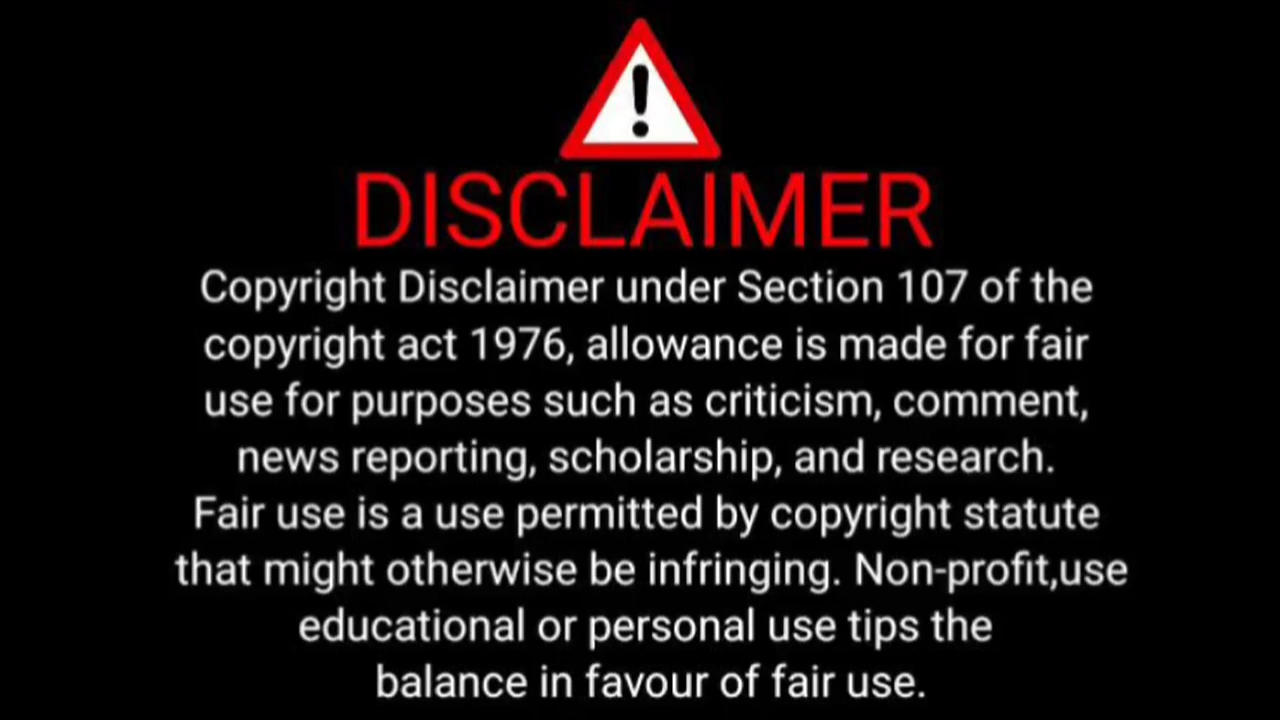 DISCLAIMER
Copyright Disclaimer under Section 107 of the
copyright act 1976, allowance is made for fair
use for purposes such as criticism, comment,
news reporting, scholarship, and research.
Fair use is a use permitted by copyright statute
that might otherwise be infringing. Non-profit,use
educational or personal use tips the
balance in favour of fair use.